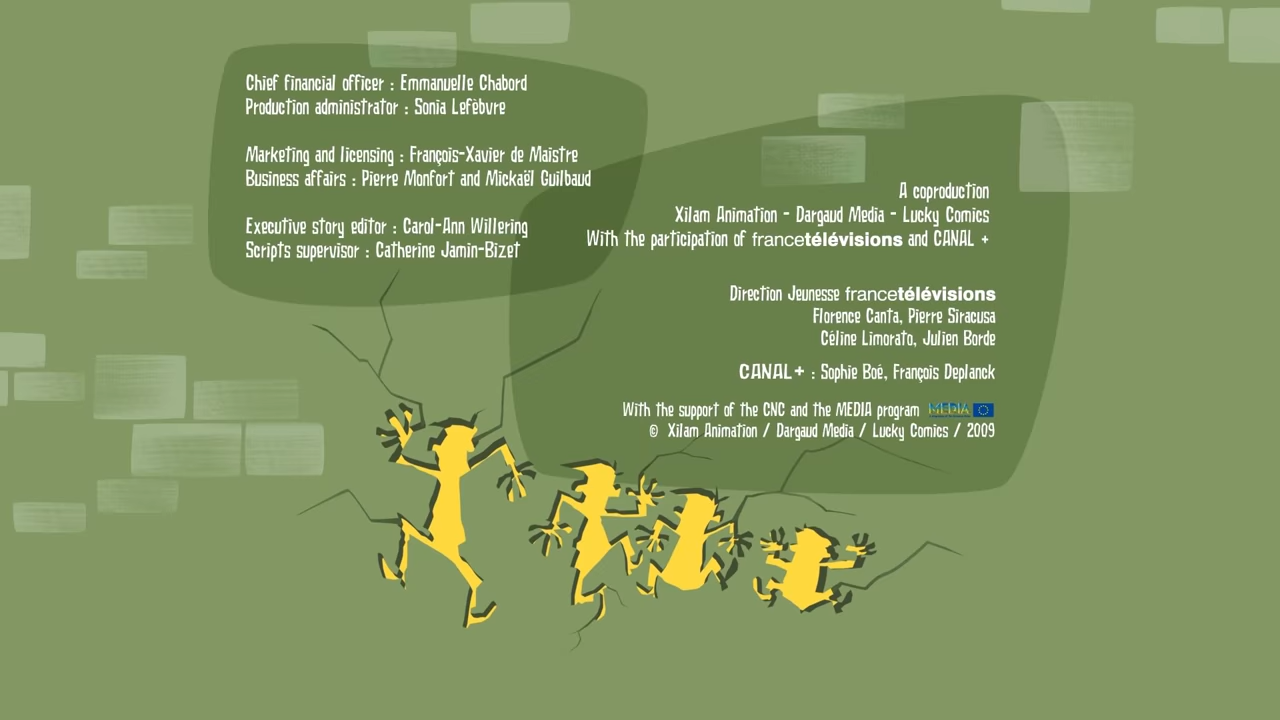 Chief financial officer : Emmanuelle Chabord
Production administrator : Sonia Lefèbvre
Marketing and licensing : François-Xavier de Maistre
Business affairs : Pierre Monfort and Mickaël Guilbaud
Executive story editor : Carol-Ann Willering
Scripts supervisor : Catherine Jamin-Bizet
A coproduction
Xilam Animation - Dargaud Media - Lucky Comics
With the participation of francetélévisions and CANAL +
Direction Jeunesse francetélévisions
Florence Canta, Pierre Siracusa
Céline Limorato, Julien Borde
CANAL+ : Sophie Boé, François Deplanck
With the support of the CNC and the MEDIA program MEDIA
© Xilam Animation / Dargaud Media / Lucky Comics / 2009